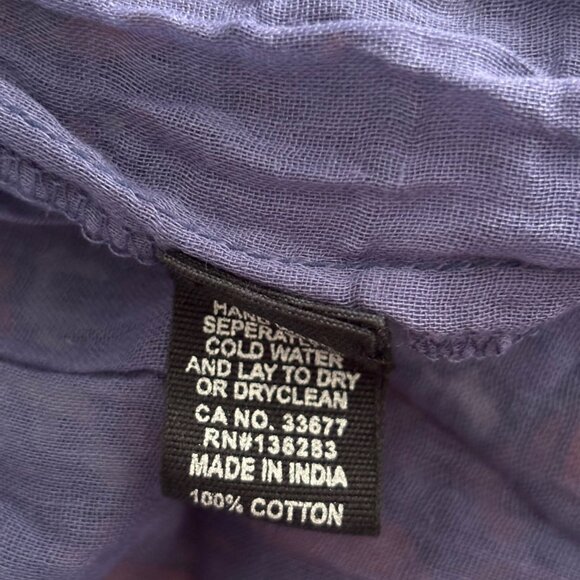 HAND
SEPERATELY
COLD WATER
AND LAY TO DRY
OR DRYCLEAN
CA NO. 33677
RN#136283
MADE IN INDIA
100% COTTON